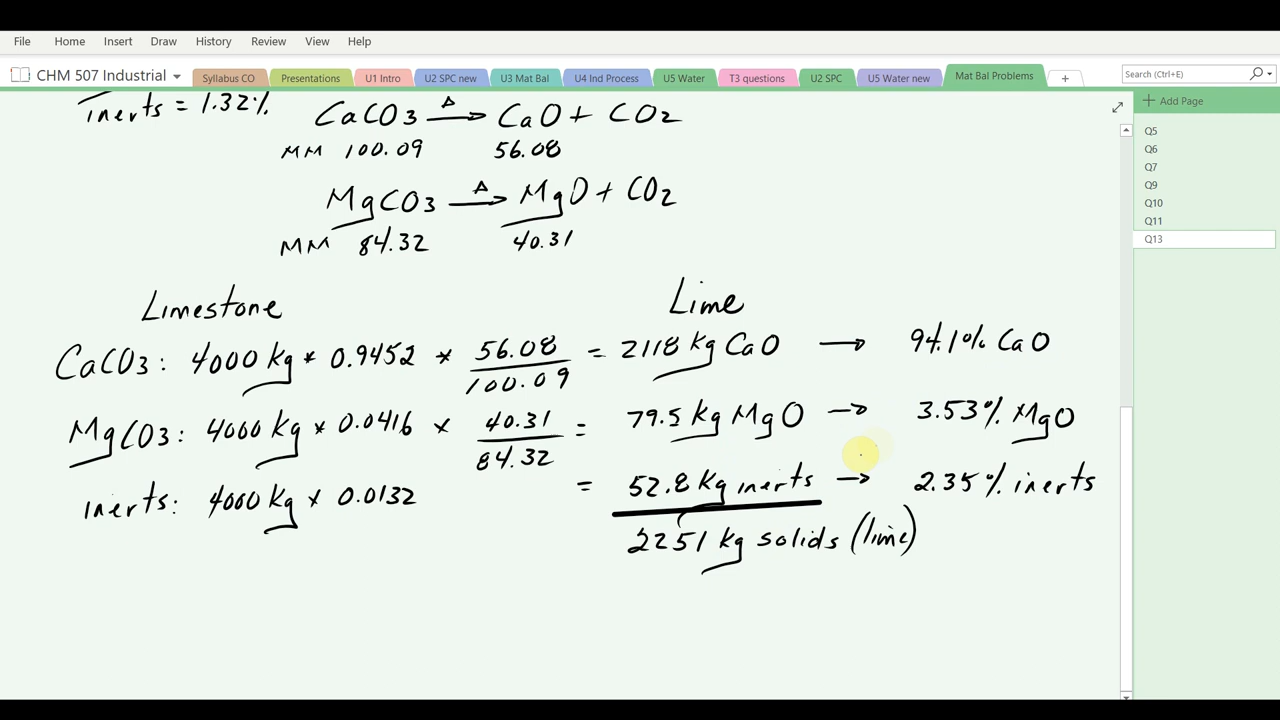 File Home Insert Draw History Review View Help
CHM 507 Industrial Syllabus CO Presentations U1 Intro U2 SPC new U3 Mat Bal U4 Ind Process U5 Water T3 questions U2 SPC U5 Water new Mat Bal Problems + Search (Ctrl+E)
+ Add Page
Q5
Q6
Q7
Q9
Q10
Q11
Q13
inerts = 1.32% CaCO3 —Δ→ CaO + CO2
MM 100.09 56.08
MgCO3 —Δ→ MgO + CO2
MM 84.32 40.31
Limestone Lime
CaCO3: 4000 kg * 0.9452 * 56.08/100.09 = 2118 kg CaO → 94.1% CaO
MgCO3: 4000 kg * 0.0416 * 40.31/84.32 = 79.5 kg MgO → 3.53% MgO
inerts: 4000 kg * 0.0132 = 52.8 kg inerts → 2.35% inerts
2251 kg solids (lime)